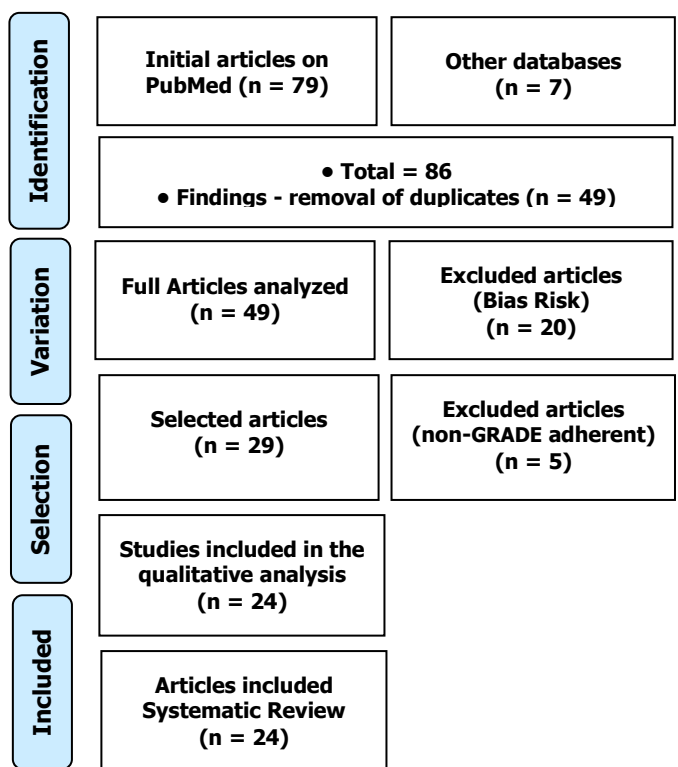 Identification
Initial articles on
PubMed (n = 79)
Other databases
(n = 7)
• Total = 86
• Findings - removal of duplicates (n = 49)
Variation
Full Articles analyzed
(n = 49)
Excluded articles
(Bias Risk)
(n = 20)
Selection
Selected articles
(n = 29)
Excluded articles
(non-GRADE adherent)
(n = 5)
Studies included in the
qualitative analysis
(n = 24)
Included
Articles included
Systematic Review
(n = 24)